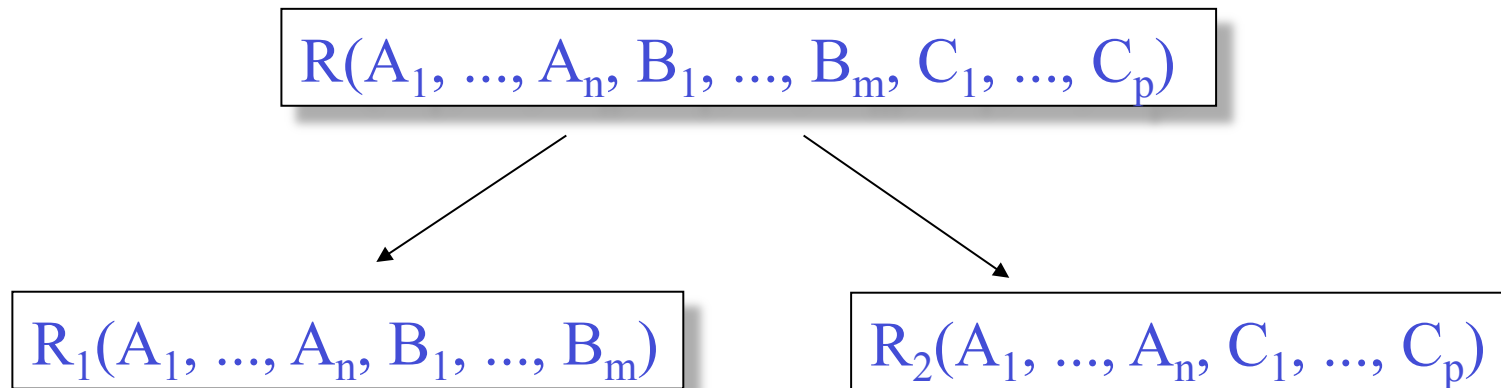 R(A₁, ..., Aₙ, B₁, ..., Bₘ, C₁, ..., Cₚ)
R₁(A₁, ..., Aₙ, B₁, ..., Bₘ)
R₂(A₁, ..., Aₙ, C₁, ..., Cₚ)